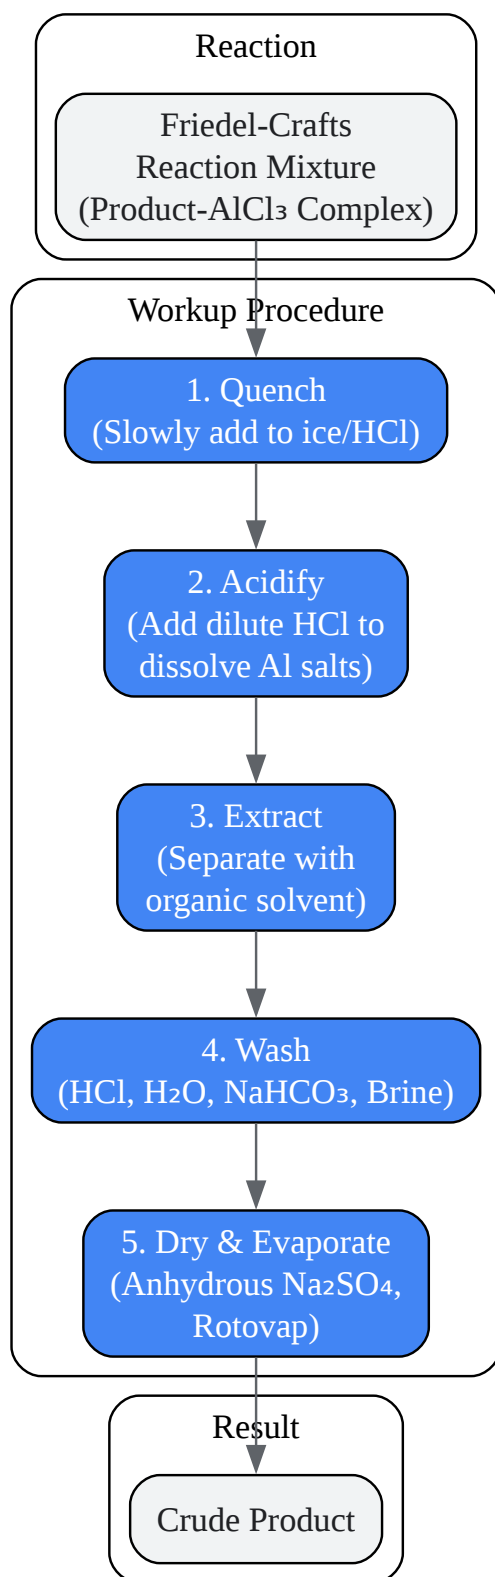 Reaction
Friedel-Crafts
Reaction Mixture
(Product-AlCl₃ Complex)
Workup Procedure
1. Quench
(Slowly add to ice/HCl)
2. Acidify
(Add dilute HCl to
dissolve Al salts)
3. Extract
(Separate with
organic solvent)
4. Wash
(HCl, H₂O, NaHCO₃, Brine)
5. Dry & Evaporate
(Anhydrous Na₂SO₄,
Rotovap)
Result
Crude Product